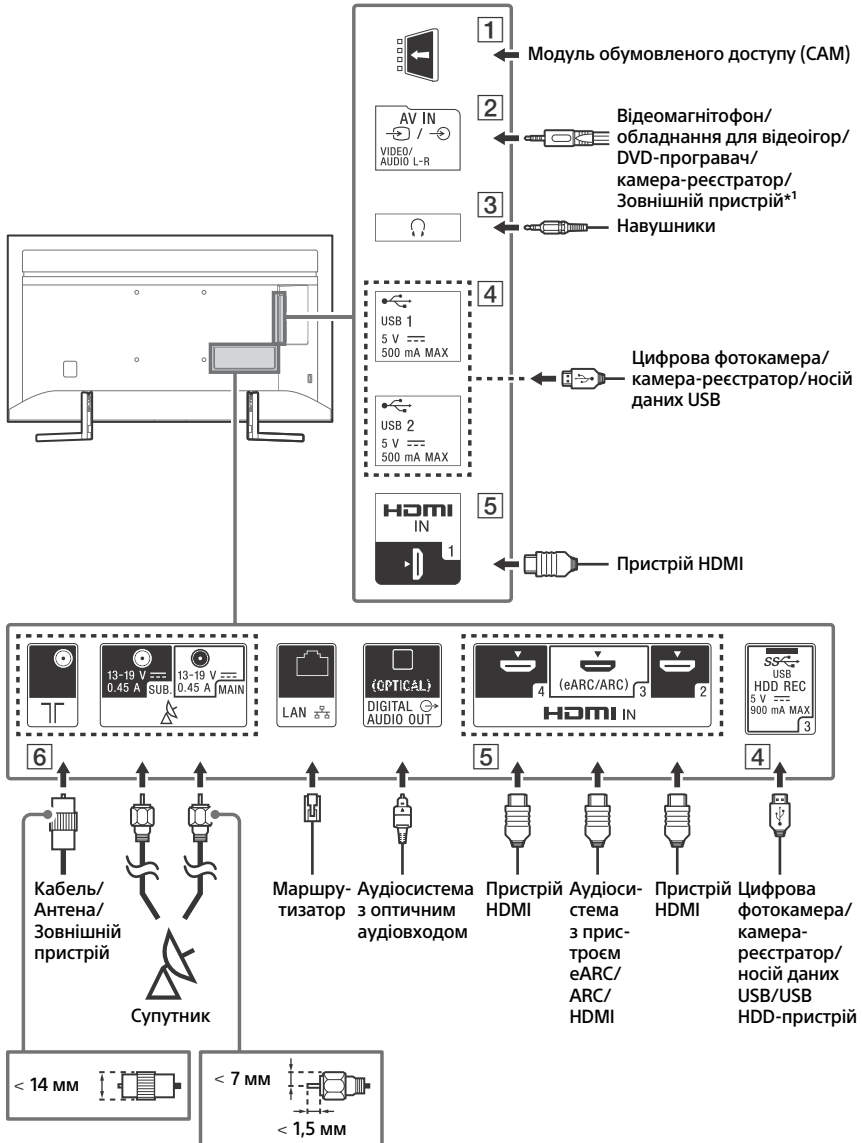 1
Модуль обумовленого доступу (CAM)
2
AV IN
/
VIDEO/
AUDIO L-R
Відеомагнітофон/
обладнання для відеоігор/
DVD-програвач/
камера-реєстратор/
Зовнішній пристрій*1
3
Навушники
4
USB 1
5 V
500 mA MAX
USB 2
5 V
500 mA MAX
Цифрова фотокамера/
камера-реєстратор/носій
даних USB
5
HDMI
IN
1
Пристрій HDMI
13-19 V
0.45 A
SUB.
13-19 V
0.45 A
MAIN
LAN
(OPTICAL)
DIGITAL
AUDIO OUT
4
(eARC/ARC)
3
2
HDMI IN
SS
USB
HDD REC
5 V
900 mA MAX
3
6
5
4
Кабель/
Антена/
Зовнішній
пристрій
Супутник
Маршру-
тизатор
Аудіосистема
з оптичним
аудіовходом
Пристрій
HDMI
Аудіоси-
стема
з прис-
троєм
eARC/
ARC/
HDMI
Пристрій
HDMI
Цифрова
фотокамера/
камера-
реєстратор/
носій даних
USB/USB
HDD-пристрій
< 14 мм
< 7 мм
< 1,5 мм